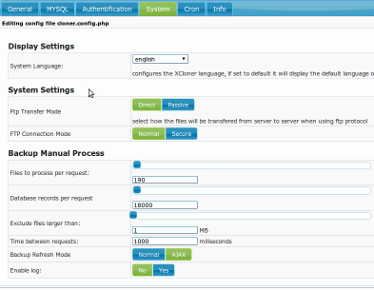 General MYSQL Authentication System Cron Info
Editing config file cloner.config.php
Display Settings
System Language: english
configures the XCloner language, if set to default it will display the default language o
System Settings
Ftp Transfer Mode Direct Passive
select how the files will be transfered from server to server when using ftp protocol
FTP Connection Mode Normal Secure
Backup Manual Process
Files to process per request:
190
Database records per request
18000
Exclude files larger than:
1 MB
Time between requests: 1000 miliseconds
Backup Refresh Mode Normal AJAX
Enable log: No Yes